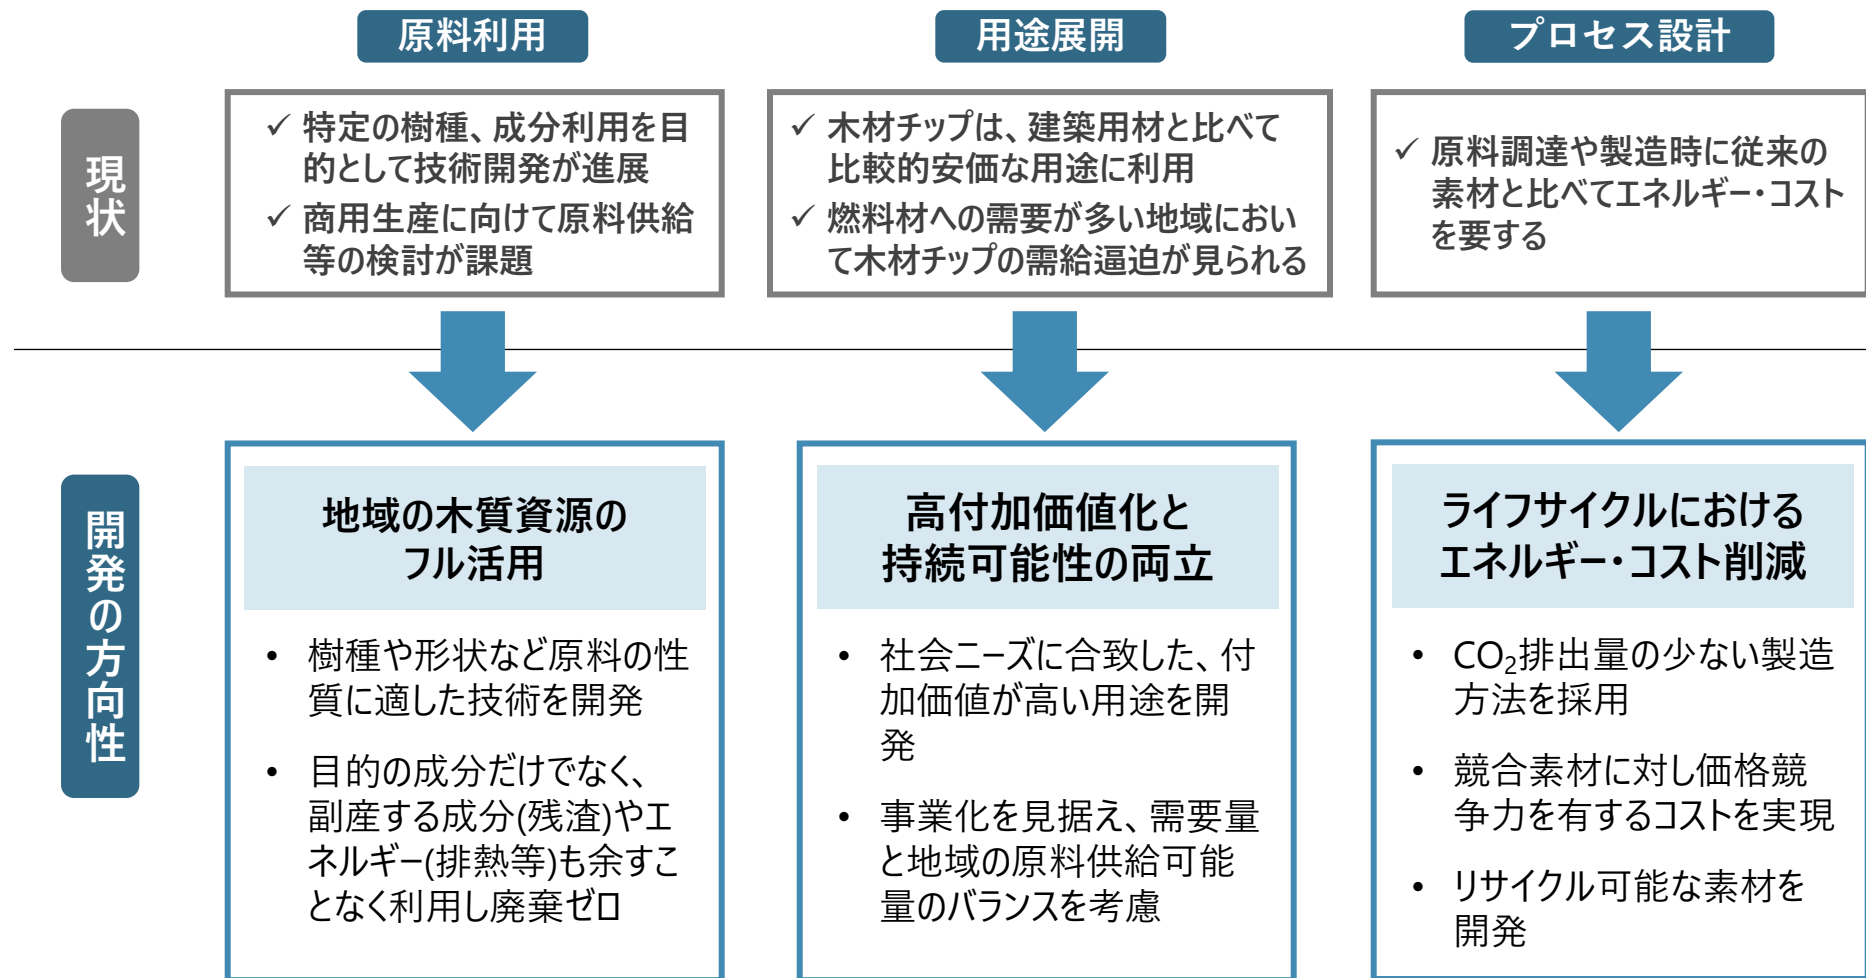 原料利用
用途展開
プロセス設計
現状
✓ 特定の樹種、成分利用を目
的として技術開発が進展
✓ 商用生産に向けて原料供給
等の検討が課題
✓ 木材チップは、建築用材と比べて
比較的安価な用途に利用
✓ 燃料材への需要が多い地域におい
て木材チップの需給逼迫が見られる
✓ 原料調達や製造時に従来の
素材と比べてエネルギー・コスト
を要する
開発の方向性
地域の木質資源の
フル活用
• 樹種や形状など原料の性
質に適した技術を開発
• 目的の成分だけでなく、
副産する成分(残渣)やエ
ネルギー(排熱等)も余すこ
となく利用し廃棄ゼロ
高付加価値化と
持続可能性の両立
• 社会ニーズに合致した、付
加価値が高い用途を開
発
• 事業化を見据え、需要量
と地域の原料供給可能
量のバランスを考慮
ライフサイクルにおける
エネルギー・コスト削減
• CO₂排出量の少ない製造
方法を採用
• 競合素材に対し価格競
争力を有するコストを実現
• リサイクル可能な素材を
開発